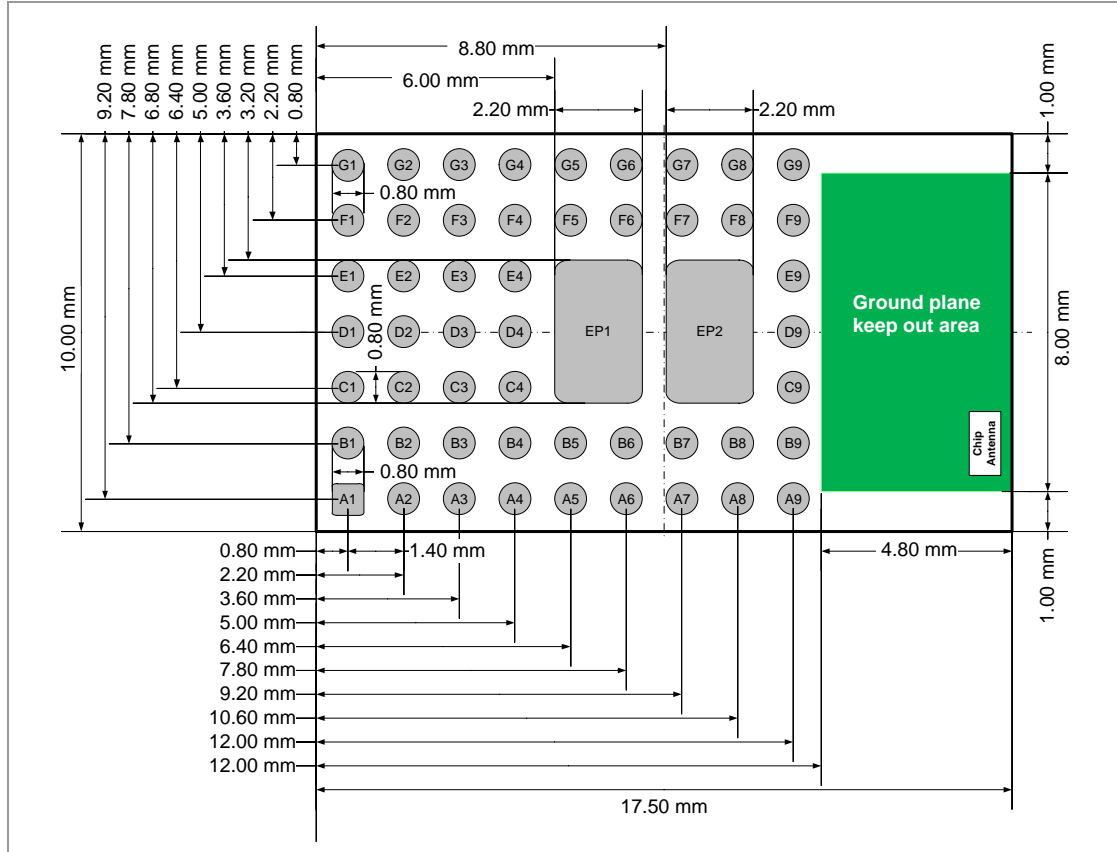 8.80 mm
6.00 mm
2.20 mm
2.20 mm
9.20 mm
7.80 mm
6.80 mm
6.40 mm
5.00 mm
3.60 mm
3.20 mm
2.20 mm
0.80 mm
1.00 mm
G1 G2 G3 G4 G5 G6 G7 G8 G9
0.80 mm
F1 F2 F3 F4 F5 F6 F7 F8 F9
E1 E2 E3 E4 E9
Ground plane
keep out area
D1 D2 D3 D4 EP1 EP2 D9
10.00 mm
0.80 mm
8.00 mm
C1 C2 C3 C4 C9
B1 B2 B3 B4 B5 B6 B7 B8 B9
Chip
Antenna
0.80 mm
A1 A2 A3 A4 A5 A6 A7 A8 A9
0.80 mm
1.40 mm
4.80 mm
1.00 mm
2.20 mm
3.60 mm
5.00 mm
6.40 mm
7.80 mm
9.20 mm
10.60 mm
12.00 mm
12.00 mm
17.50 mm